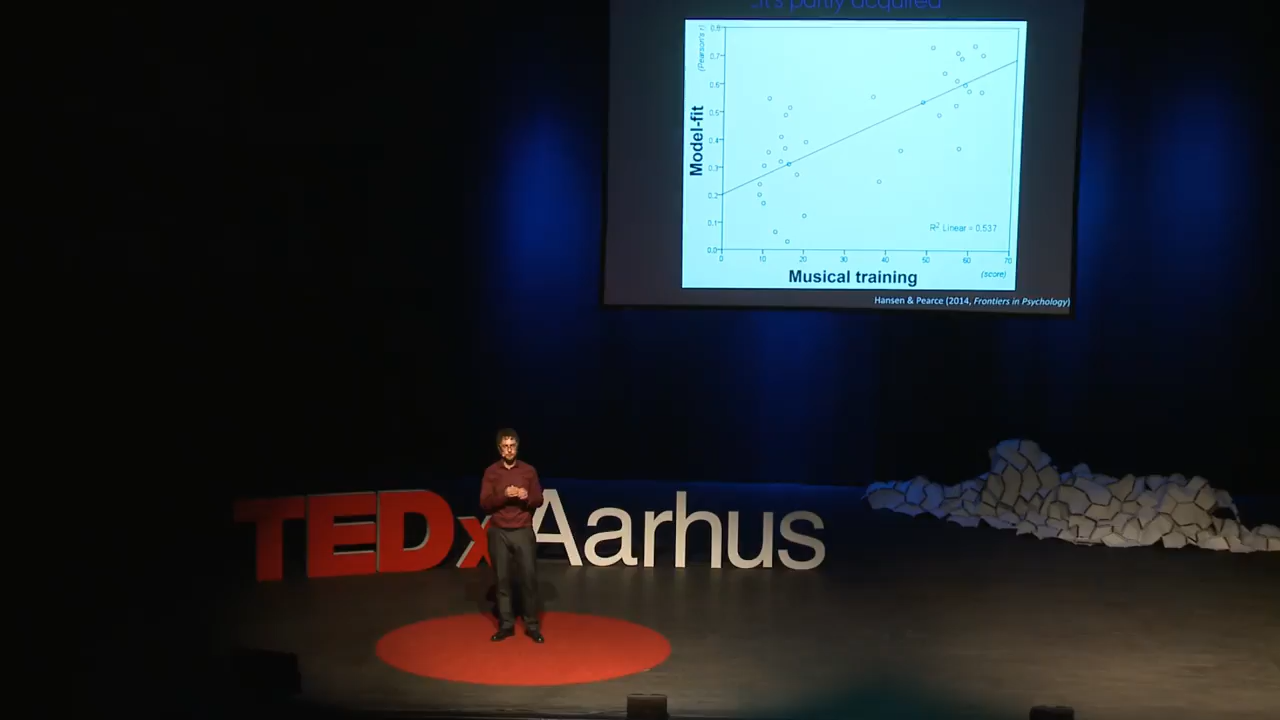 ...it's partly acquired
0.8
0.7
0.6
0.5
0.4
0.3
0.2
0.1
0.0
(Pearson's r)
Model-fit
R² Linear = 0.537
0 10 20 30 40 50 60 70
Musical training
(score)
Hansen & Pearce (2014, Frontiers in Psychology)
TEDxAarhus